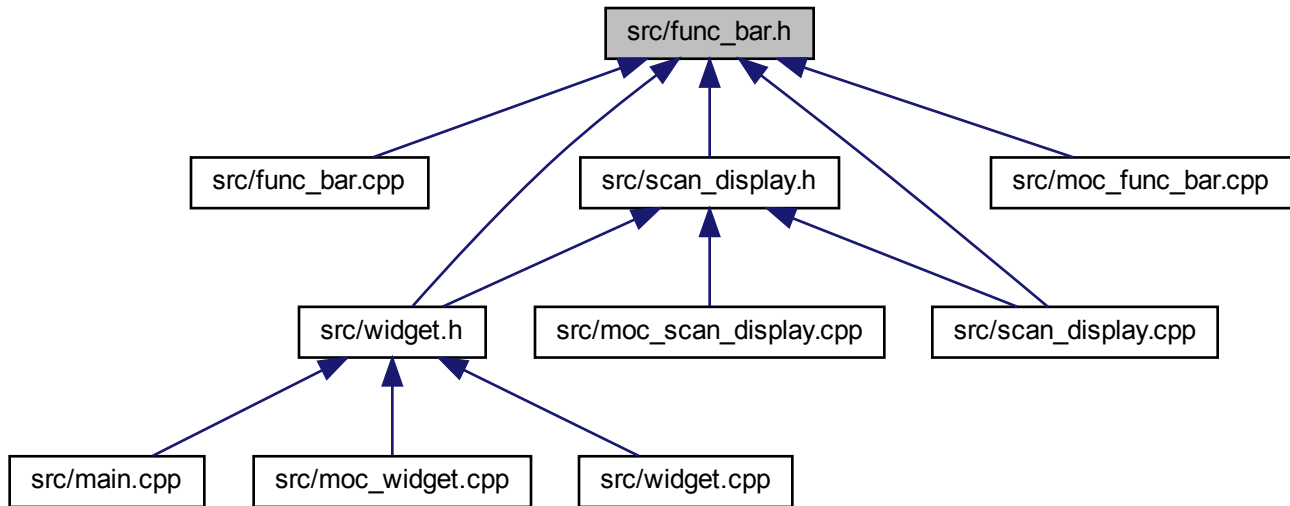 src/func_bar.h
src/func_bar.cpp
src/scan_display.h
src/moc_func_bar.cpp
src/widget.h
src/moc_scan_display.cpp
src/scan_display.cpp
src/main.cpp
src/moc_widget.cpp
src/widget.cpp